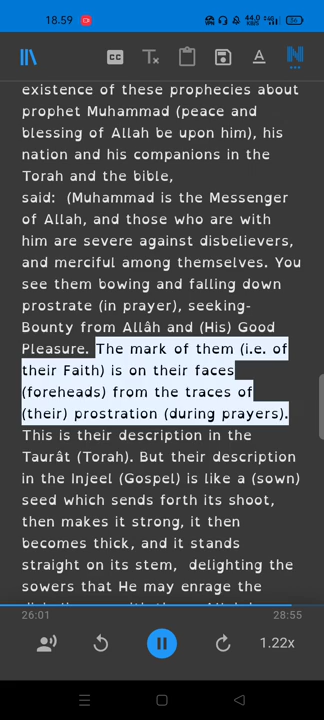 18.59
44.0
KB/S
56
CC
T
A
N
existence of these prophecies about
prophet Muhammad (peace and
blessing of Allah be upon him), his
nation and his companions in the
Torah and the bible,
said:  (Muhammad is the Messenger
of Allah, and those who are with
him are severe against disbelievers,
and merciful among themselves. You
see them bowing and falling down
prostrate (in prayer), seeking-
Bounty from Allâh and (His) Good
Pleasure. The mark of them (i.e. of
their Faith) is on their faces
(foreheads) from the traces of
(their) prostration (during prayers).
This is their description in the
Taurât (Torah). But their description
in the Injeel (Gospel) is like a (sown)
seed which sends forth its shoot,
then makes it strong, it then
becomes thick, and it stands
straight on its stem,  delighting the
sowers that He may enrage the
26:01
28:55
1.22x